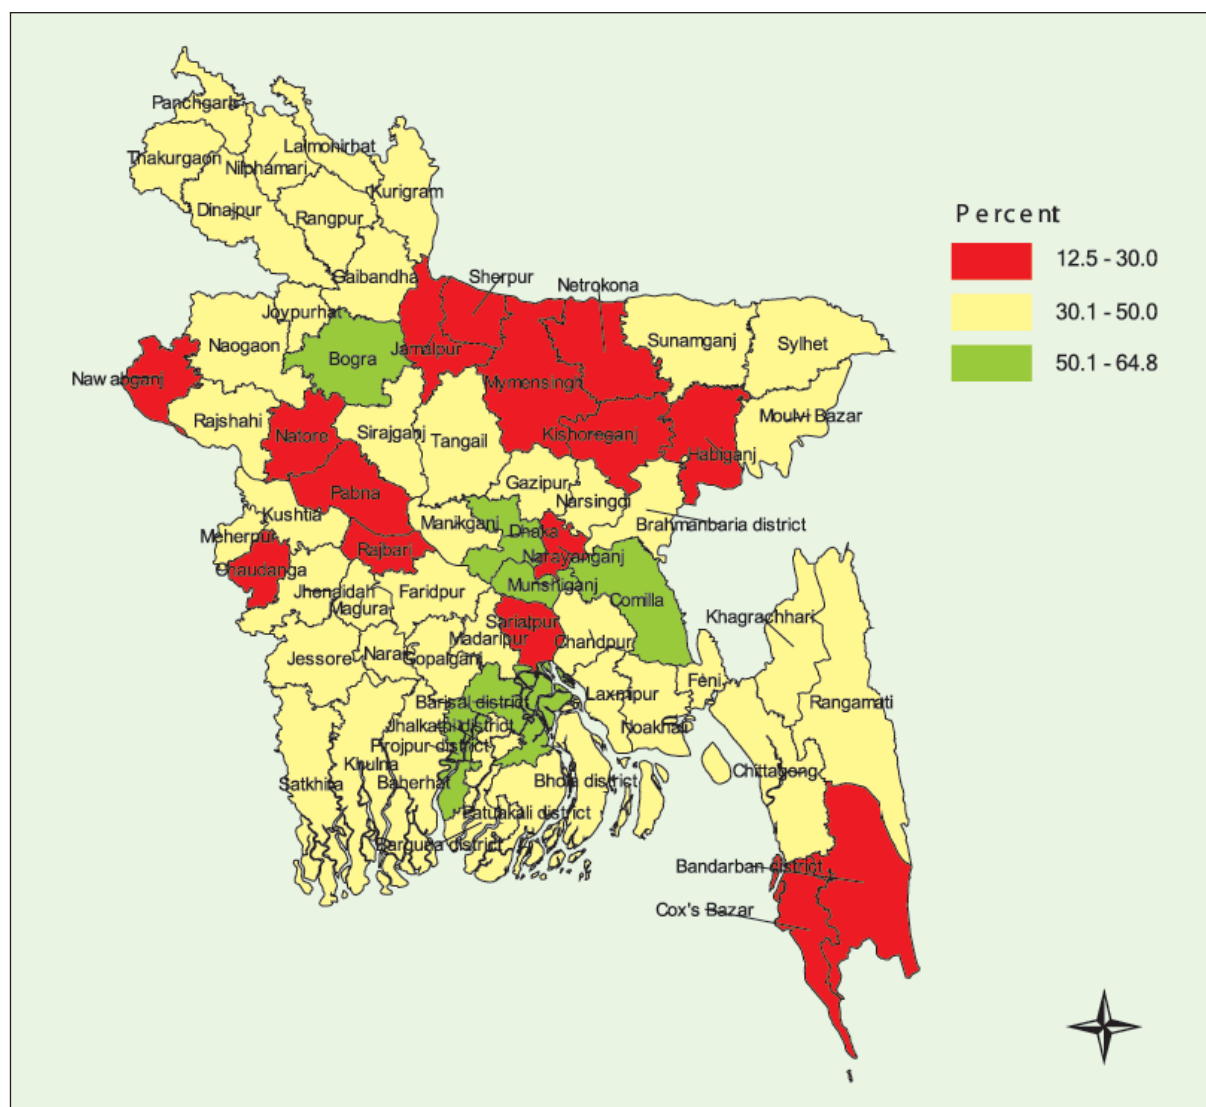 Panchgarh
Lalmonirhat
Thakurgaon
Nilphamari
Kurigram
Dinajpur
Rangpur
Percent
12.5 - 30.0
30.1 - 50.0
50.1 - 64.8
Gaibandha
Sherpur
Netrokona
Joypurhat
Naogaon
Bogra
Jamalpur
Sunamganj
Sylhet
Nawabganj
Mymensingh
Rajshahi
Natore
Sirajganj
Tangail
Kishoreganj
Moulvi Bazar
Habiganj
Pabna
Gazipur
Narsingdi
Kushtia
Manikganj
Dhaka
Brahmanbaria district
Meherpur
Rajbari
Narayanganj
Chaudanga
Jhenaidah
Faridpur
Munshiganj
Magura
Comilla
Khagrachhari
Sariatpur
Madaripur
Chandpur
Jessore
Narail
Gopalganj
Feni
Laxmipur
Rangamati
Barisal district
Noakhali
Jhalkathi district
Pirojpur district
Khulna
Chittagong
Satkhira
Baherhat
Bhola district
Patuakali district
Barguna district
Bandarban district
Cox's Bazar